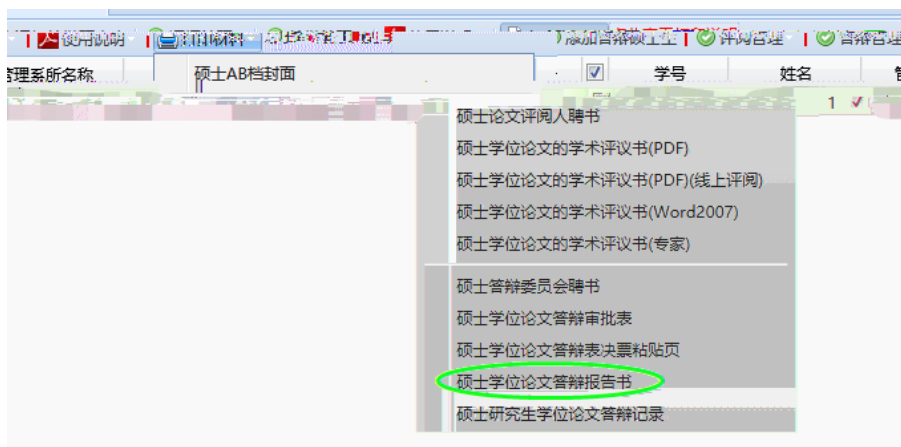 使用说明 打印材料 添加答辩硕士生 评阅管理 答辩管理
管理系所名称 学号 姓名
硕士AB档封面
1
硕士论文评阅人聘书
硕士学位论文的学术评议书(PDF)
硕士学位论文的学术评议书(PDF)(线上评阅)
硕士学位论文的学术评议书(Word2007)
硕士学位论文的学术评议书(专家)
硕士答辩委员会聘书
硕士学位论文答辩审批表
硕士学位论文答辩表决票粘贴页
硕士学位论文答辩报告书
硕士研究生学位论文答辩记录